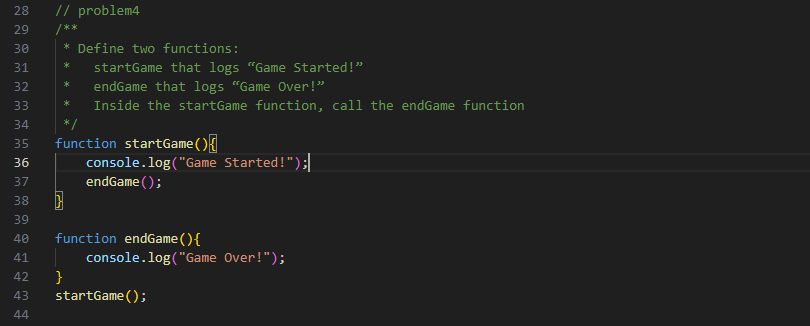 28 // problem4
29 /**
30  * Define two functions:
31  *   startGame that logs “Game Started!”
32  *   endGame that logs “Game Over!”
33  *   Inside the startGame function, call the endGame function
34  */
35 function startGame(){
36     console.log("Game Started!");
37     endGame();
38 }
39
40 function endGame(){
41     console.log("Game Over!");
42 }
43 startGame();
44